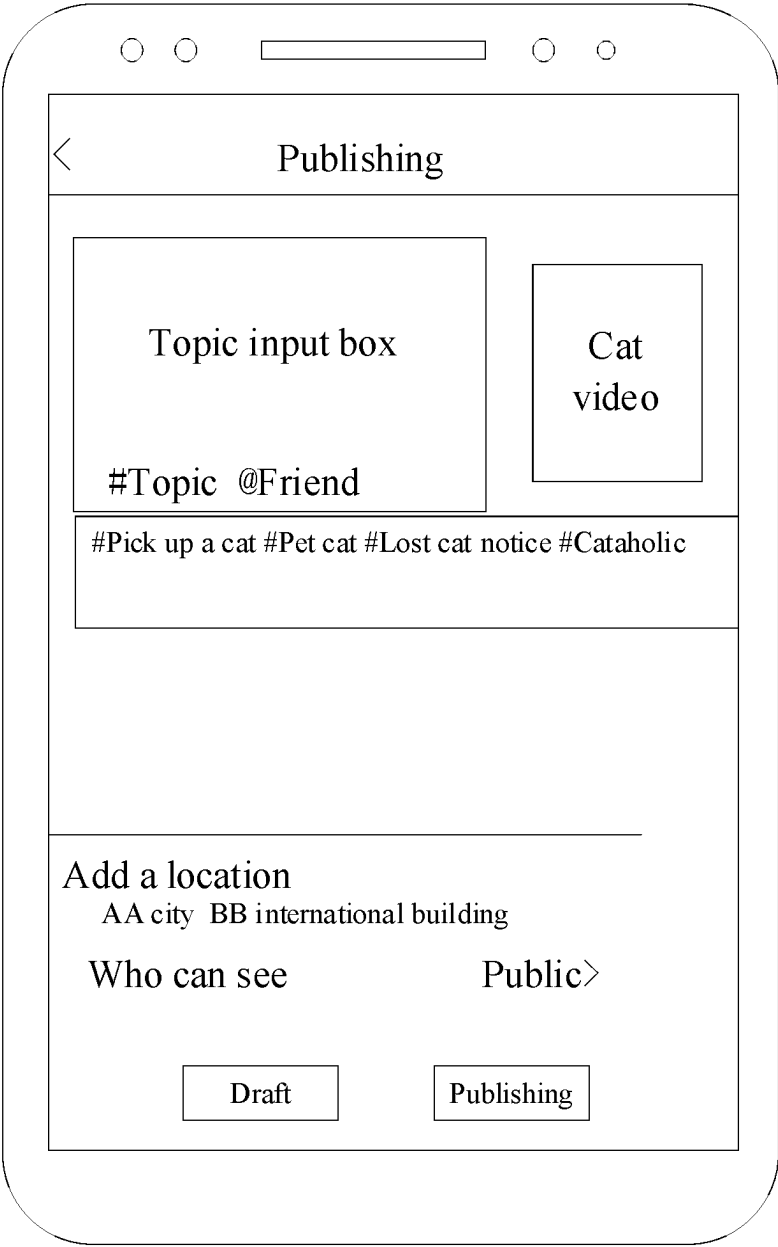 < Publishing
Topic input box
Cat
video
#Topic @Friend
#Pick up a cat #Pet cat #Lost cat notice #Cataholic
Add a location
AA city BB international building
Who can see Public>
Draft Publishing